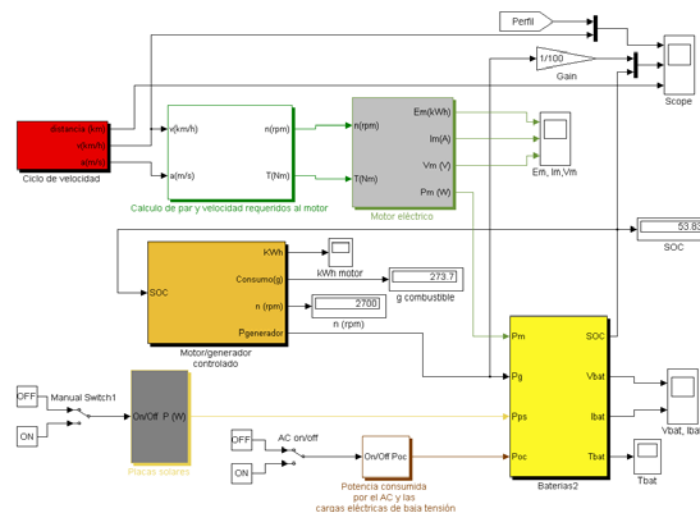 Perfil
1/100
Gain
Scope
distancia (km)
v(km/h)
a(m/s)
Ciclo de velocidad
v(km/h)
a(m/s)
n(rpm)
T(Nm)
Calculo de par y velocidad requeridos al motor
n(rpm)
T(Nm)
Em(kWh)
Im(A)
Vm (V)
Pm (W)
Motor eléctrico
Em, Im,Vm
53.83
SOC
SOC
KWh
Consumo(g)
n (rpm)
Pgenerador
Motor/generador
controlado
kWh motor
273.7
g combustible
2700
n (rpm)
Pm
Pg
Pps
Poc
SOC
Vbat
Ibat
Tbat
Baterias2
Vbat, Ibat
Tbat
OFF
ON
Manual Switch1
On/Off P (W)
Placas solares
OFF
ON
AC on/off
On/Off Poc
Potencia consumida
por el AC y las
cargas eléctricas de baja tensión